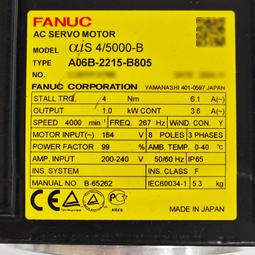 FANUC
AC SERVO MOTOR
MODEL αiS 4/5000-B
TYPE A06B-2215-B805
NO.
FANUC CORPORATION YAMANASHI 401-0597 JAPAN
STALL TRQ. 4 Nm 6.1 A(~)
OUTPUT 1.0 kW 3.6 A(~)
SPEED 4000 min⁻¹ FREQ. 267 Hz WIND.CON. Y
MOTOR INPUT (~) 164 V 8 POLES 3 PHASES
POWER FACTOR 99 % AMB.TEMP. 0-40 ℃
AMP. INPUT 200-240 V 50/60 Hz IP65
INS. SYSTEM INS. CLASS F
MANUAL B-65262 IEC60034-1 5.3 kg
MADE IN JAPAN